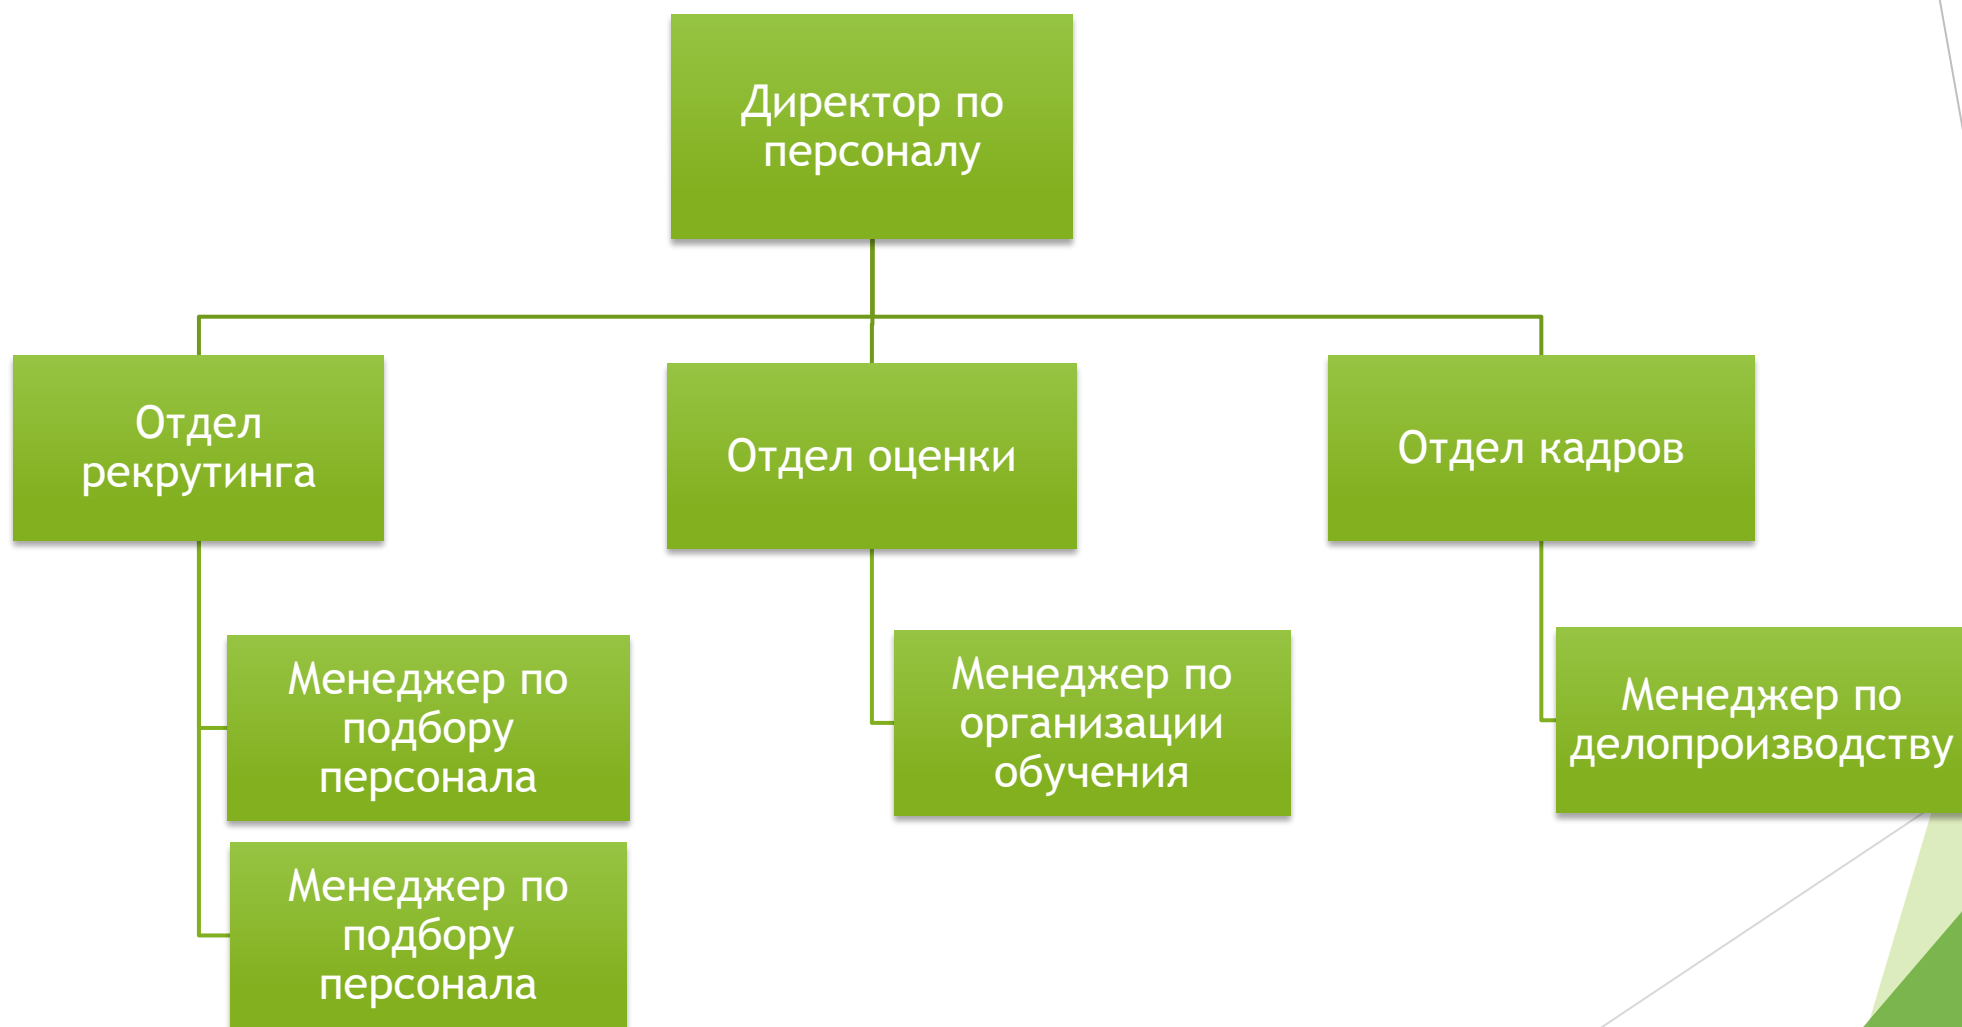 Директор по
персоналу
Отдел
рекрутинга
Отдел оценки
Отдел кадров
Менеджер по
подбору
персонала
Менеджер по
организации
обучения
Менеджер по
делопроизводству
Менеджер по
подбору
персонала